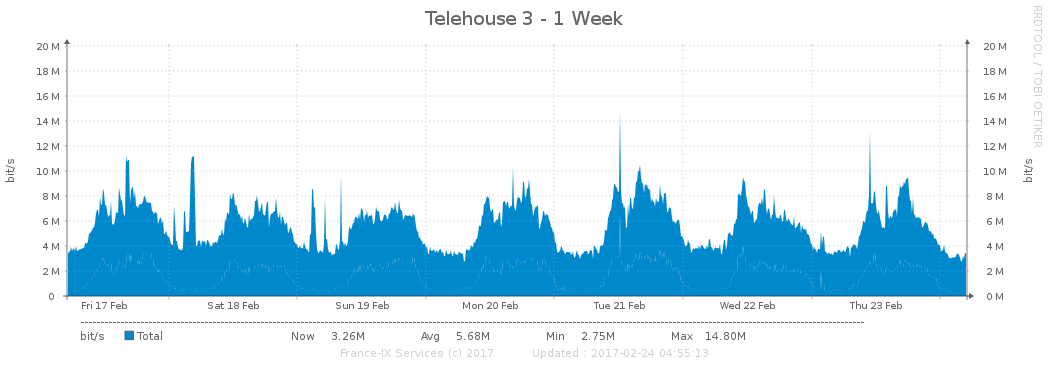 Telehouse 3 - 1 Week
RRDTOOL / TOBI OETIKER
bit/s
bit/s
20 M 20 M
18 M 18 M
16 M 16 M
14 M 14 M
12 M 12 M
10 M 10 M
8 M 8 M
6 M 6 M
4 M 4 M
2 M 2 M
0 0 M
Fri 17 Feb Sat 18 Feb Sun 19 Feb Mon 20 Feb Tue 21 Feb Wed 22 Feb Thu 23 Feb
bit/s Total Now 3.26M Avg 5.68M Min 2.75M Max 14.80M
France-IX Services (c) 2017 Updated : 2017-02-24 04:55:13